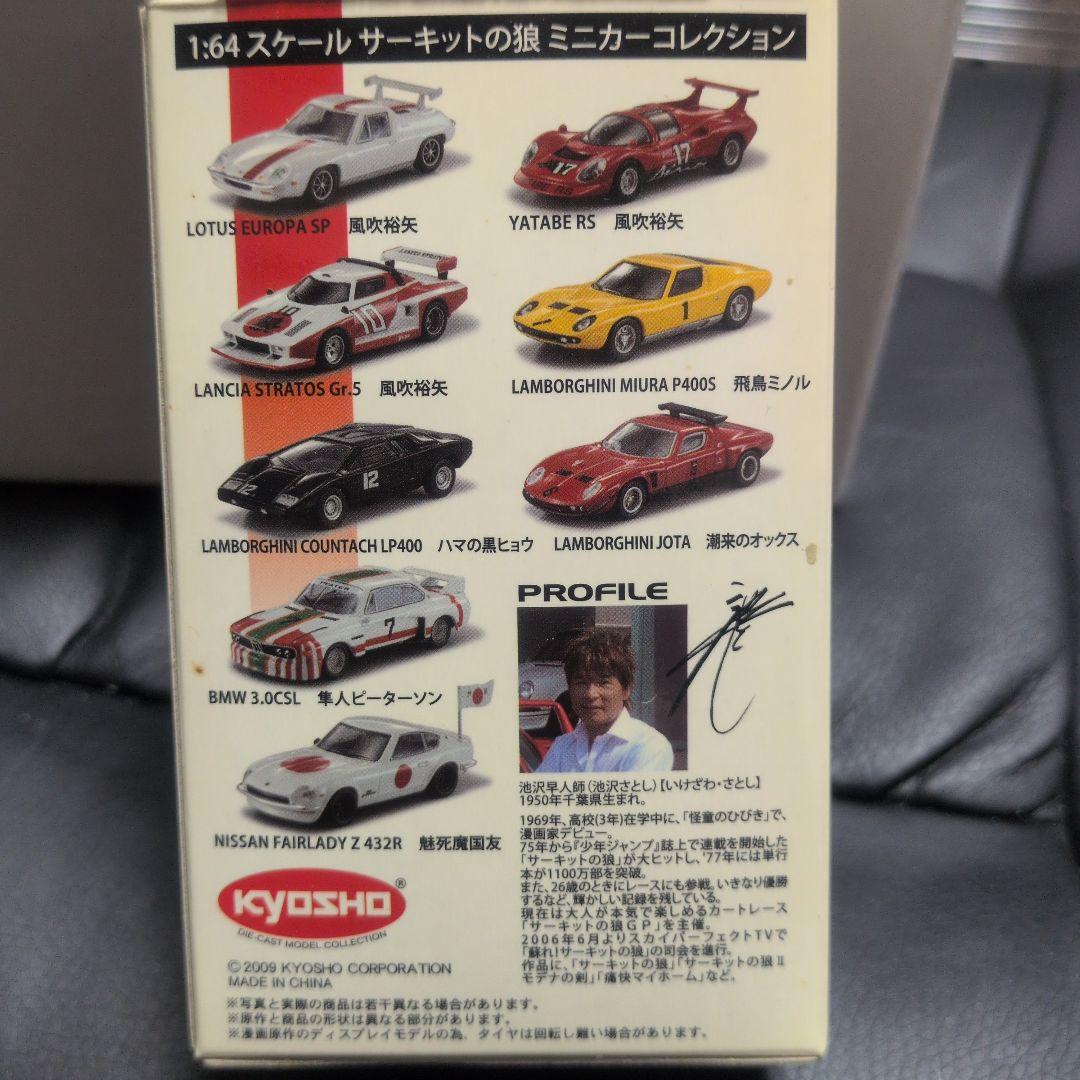 1:64 スケール サーキットの狼 ミニカーコレクション
LOTUS EUROPA SP 風吹裕矢
17
17
YATABE RS 風吹裕矢
LANCIA STRATOS
10
10
LANCIA STRATOS Gr.5 風吹裕矢
1
LAMBORGHINI MIURA P400S 飛鳥ミノル
12
12
LAMBORGHINI COUNTACH LP400 ハマの黒ヒョウ
LAMBORGHINI JOTA 潮来のオックス
7
BMW 3.0CSL 隼人ピーターソン
NISSAN FAIRLADY Z 432R 魅死魔国友
PROFILE
池沢早人師(池沢さとし)【いけざわ・さとし】
1950年千葉県生まれ。
1969年、高校(3年)在学中に、「怪童のひびき」で、
漫画家デビュー。
75年から『少年ジャンプ』誌上で連載を開始した
「サーキットの狼」が大ヒットし、'77年には単行
本が1100万部を突破。
また、26歳のときにレースにも参戦。いきなり優勝
するなど、輝かしい記録を残している。
現在は大人が本気で楽しめるカートレース
「サーキットの狼GP」を主催。
2006年6月よりスカイパーフェクトTVで
「蘇れ!サーキットの狼」の司会を進行。
作品に、「サーキットの狼」「サーキットの狼Ⅱ
モデナの剣」「痛快マイホーム」など。
KYOSHO®
DIE-CAST MODEL COLLECTION
© 2009 KYOSHO CORPORATION
MADE IN CHINA
※写真と実際の商品は若干異なる場合があります。
※原作と商品の形状は異なる部分があります。
※漫画原作のディスプレイモデルの為、タイヤは回転し難い場合があります。